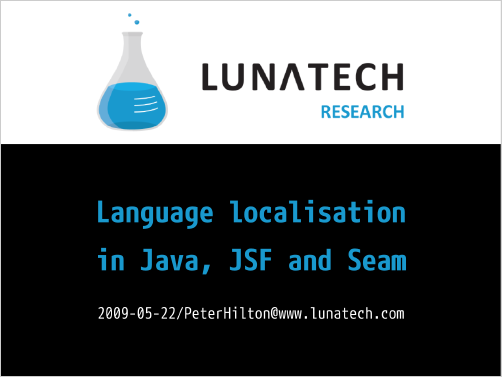 LUNATECH
RESEARCH
Language localisation
in Java, JSF and Seam
2009-05-22/PeterHilton@www.lunatech.com